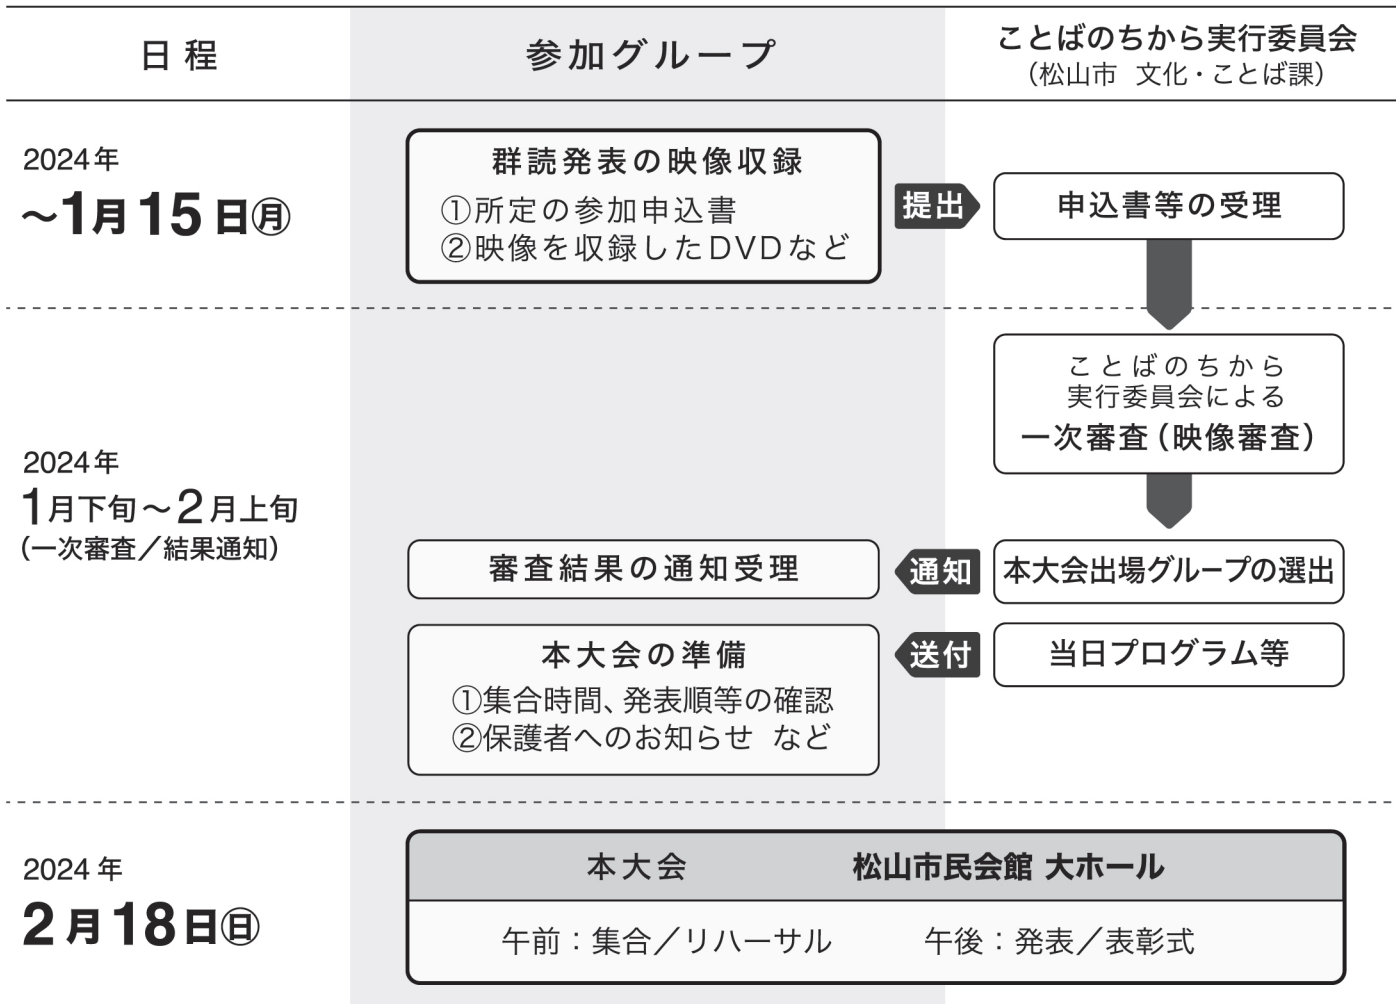 日程
参加グループ
ことばのちから実行委員会
(松山市 文化・ことば課)
2024年
~1月15日㊊
群読発表の映像収録
①所定の参加申込書
②映像を収録したDVDなど
提出
申込書等の受理
2024年
1月下旬~2月上旬
(一次審査/結果通知)
ことばのちから
実行委員会による
一次審査(映像審査)
審査結果の通知受理
通知
本大会出場グループの選出
本大会の準備
①集合時間、発表順等の確認
②保護者へのお知らせ など
送付
当日プログラム等
2024年
2月18日㊐
本大会 松山市民会館 大ホール
午前:集合/リハーサル 午後:発表/表彰式